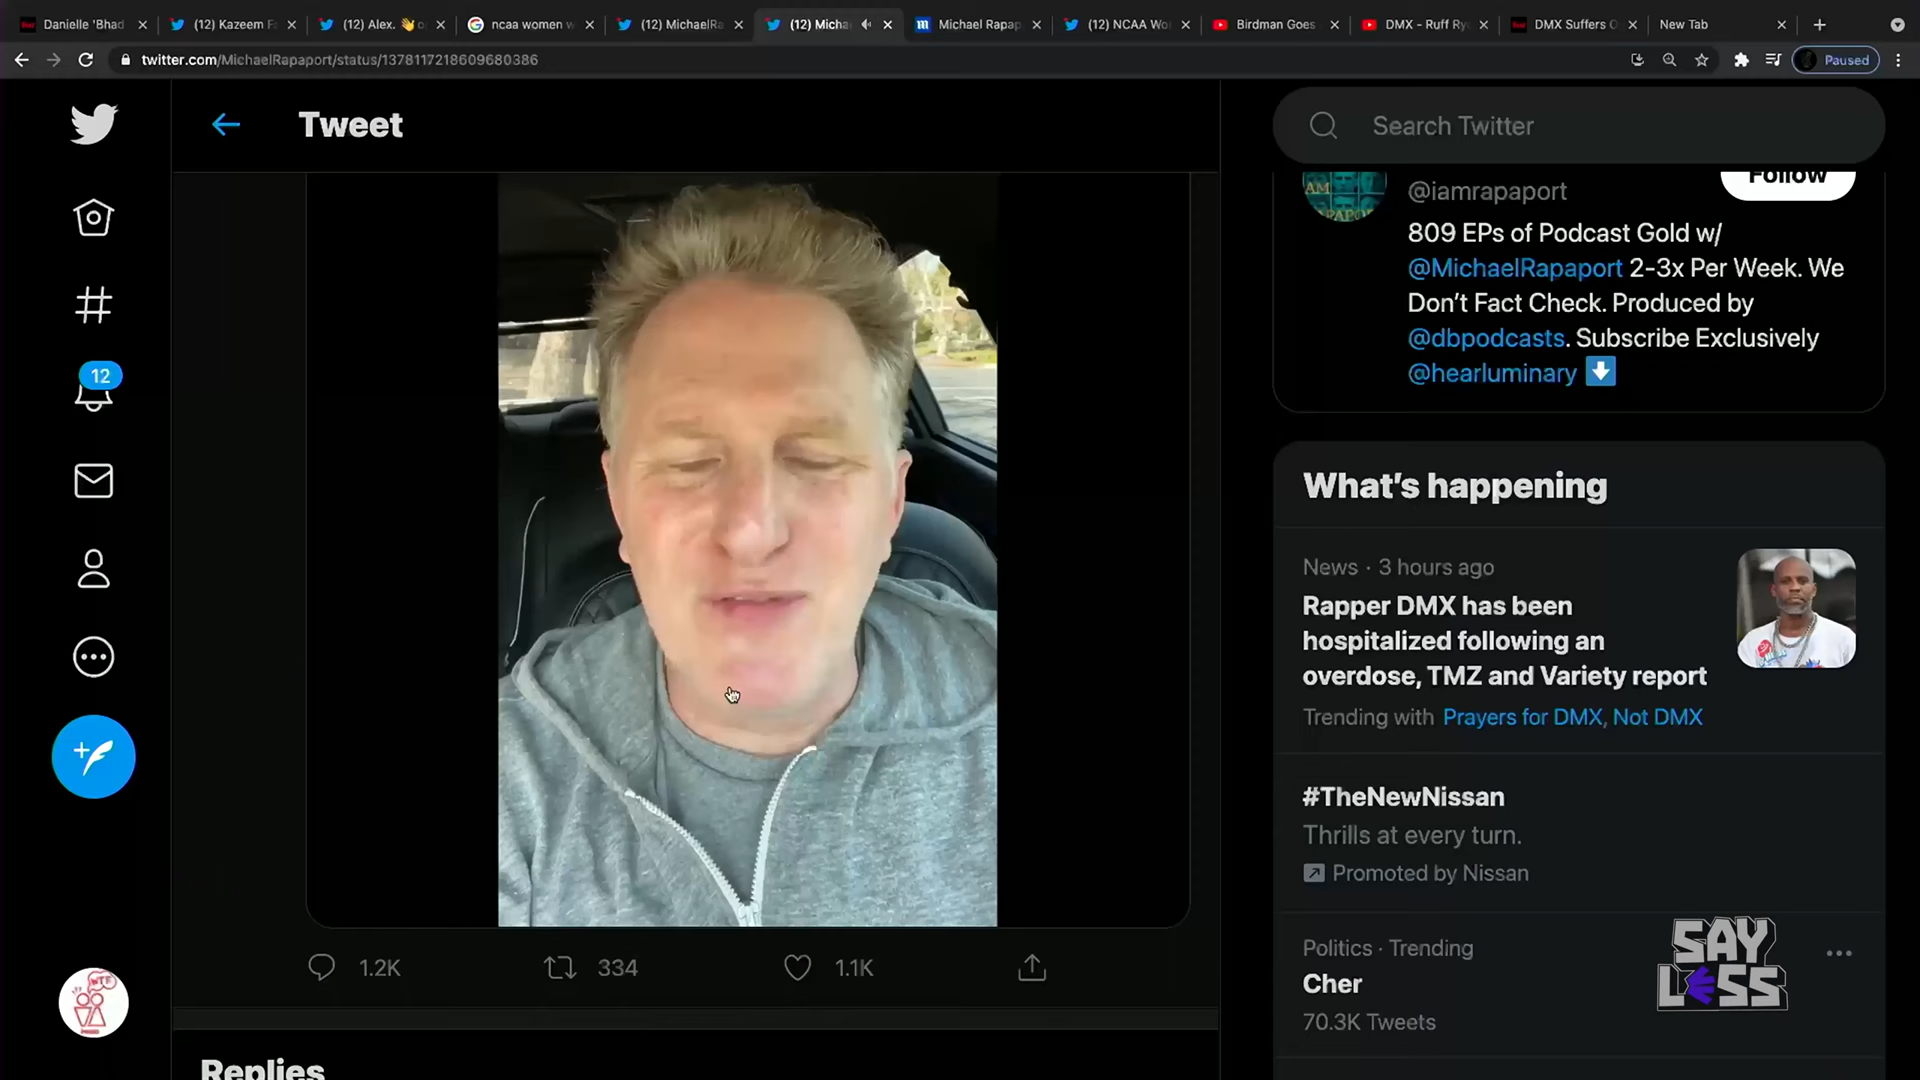 Danielle 'Bhad
(12) Kazeem Fa
(12) Alex. 👋
ncaa women w
(12) MichaelRa
(12) Micha
Michael Rapap
(12) NCAA Wo
Birdman Goes
DMX - Ruff Ry
DMX Suffers O
New Tab
twitter.com/MichaelRapaport/status/1378117218609680386
Paused
Tweet
Search Twitter
@iamrapaport
Follow
809 EPs of Podcast Gold w/
@MichaelRapaport 2-3x Per Week. We
Don't Fact Check. Produced by
@dbpodcasts. Subscribe Exclusively
@hearluminary ⬇️
12
What's happening
News · 3 hours ago
Rapper DMX has been
hospitalized following an
overdose, TMZ and Variety report
Trending with Prayers for DMX, Not DMX
#TheNewNissan
Thrills at every turn.
Promoted by Nissan
Politics · Trending
Cher
70.3K Tweets
SAY
LESS
1.2K
334
1.1K
WTF
Replies